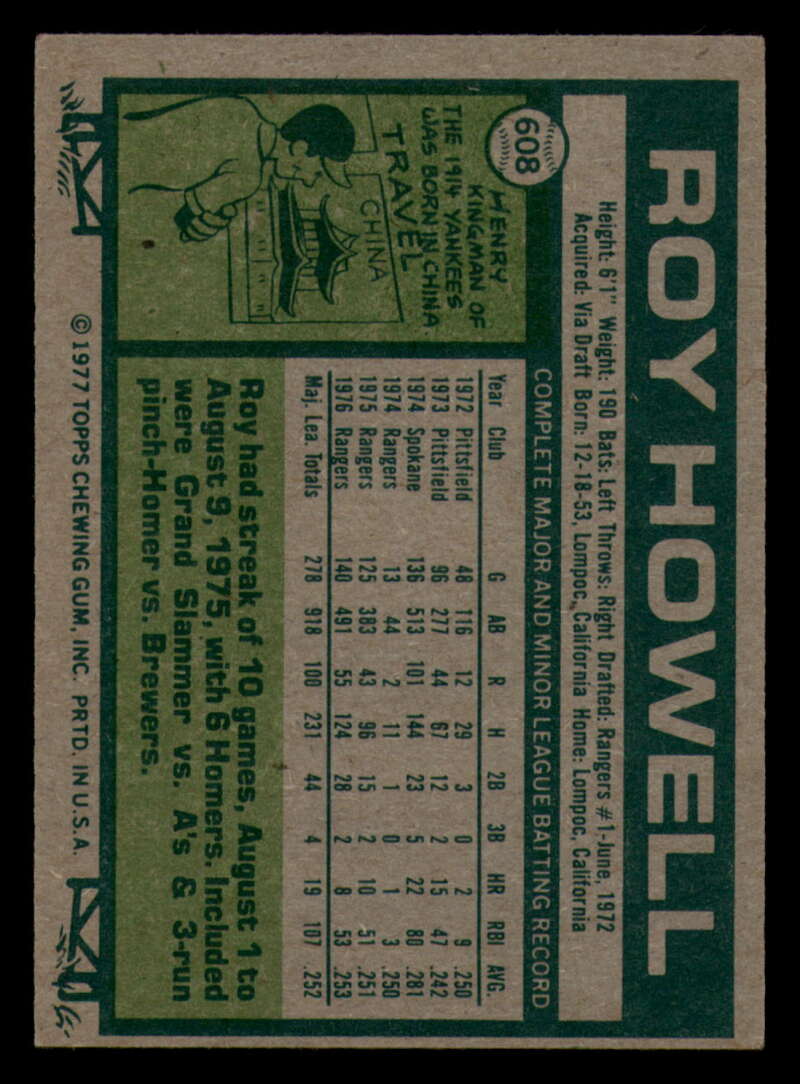 608
ROY HOWELL
Height: 6'1" Weight: 190 Bats: Left Throws: Right Drafted: Rangers #1-June, 1972
Acquired: Via Draft Born: 12-18-53, Lompoc, California Home: Lompoc, California
COMPLETE MAJOR AND MINOR LEAGUE BATTING RECORD
Year Club G AB R H 2B 3B HR RBI AVG.
1972 Pittsfield 48 116 12 29 3 0 2 9 .250
1973 Pittsfield 96 277 44 67 12 2 15 47 .242
1974 Spokane 136 513 101 144 23 5 22 80 .281
1974 Rangers 13 44 2 11 1 0 1 3 .250
1975 Rangers 125 383 43 96 15 2 10 51 .251
1976 Rangers 140 491 55 124 28 2 8 53 .253
Maj. Lea. Totals 278 918 100 231 44 4 19 107 .252
HENRY
KINGMAN OF
THE 1914 YANKEES
WAS BORN IN CHINA.
TRAVEL
CHINA
Roy had streak of 10 games, August 1 to
August 9, 1975, with 6 Homers. Included
were Grand Slammer vs. A's & 3-run
pinch-Homer vs. Brewers.
© 1977 TOPPS CHEWING GUM, INC. PRTD. IN U.S.A.